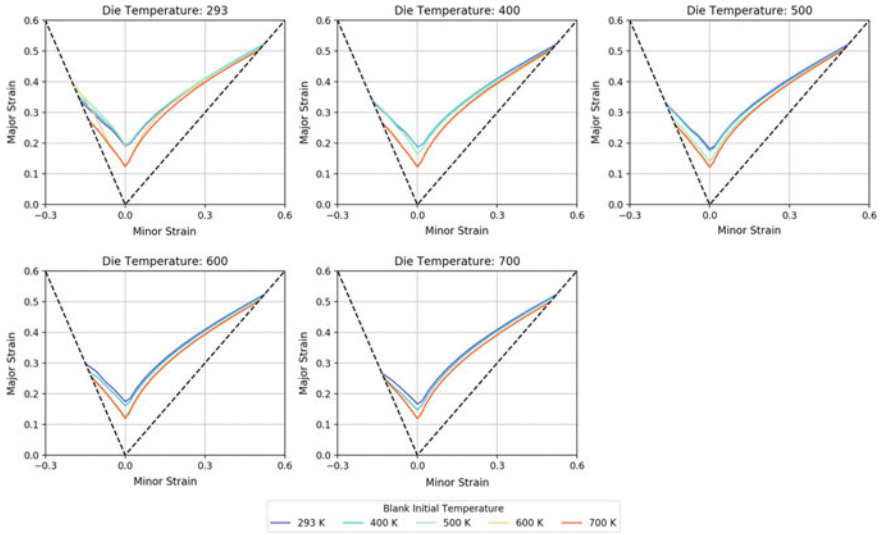 Die Temperature: 293
0.6
0.5
0.4
0.3
0.2
0.1
0.0
Major Strain
−0.3 0.0 0.3 0.6
Minor Strain
Die Temperature: 400
0.6
0.5
0.4
0.3
0.2
0.1
0.0
Major Strain
−0.3 0.0 0.3 0.6
Minor Strain
Die Temperature: 500
0.6
0.5
0.4
0.3
0.2
0.1
0.0
Major Strain
−0.3 0.0 0.3 0.6
Minor Strain
Die Temperature: 600
0.6
0.5
0.4
0.3
0.2
0.1
0.0
Major Strain
−0.3 0.0 0.3 0.6
Minor Strain
Die Temperature: 700
0.6
0.5
0.4
0.3
0.2
0.1
0.0
Major Strain
−0.3 0.0 0.3 0.6
Minor Strain
Blank Initial Temperature
293 K 400 K 500 K 600 K 700 K